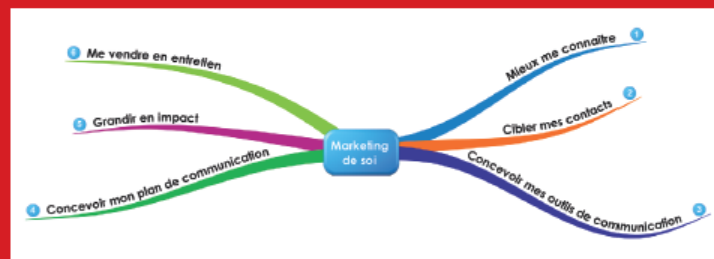 Marketing
de soi
1 Mieux me connaître
2 Cibler mes contacts
3 Concevoir mes outils de communication
4 Concevoir mon plan de communication
5 Grandir en impact
6 Me vendre en entretien